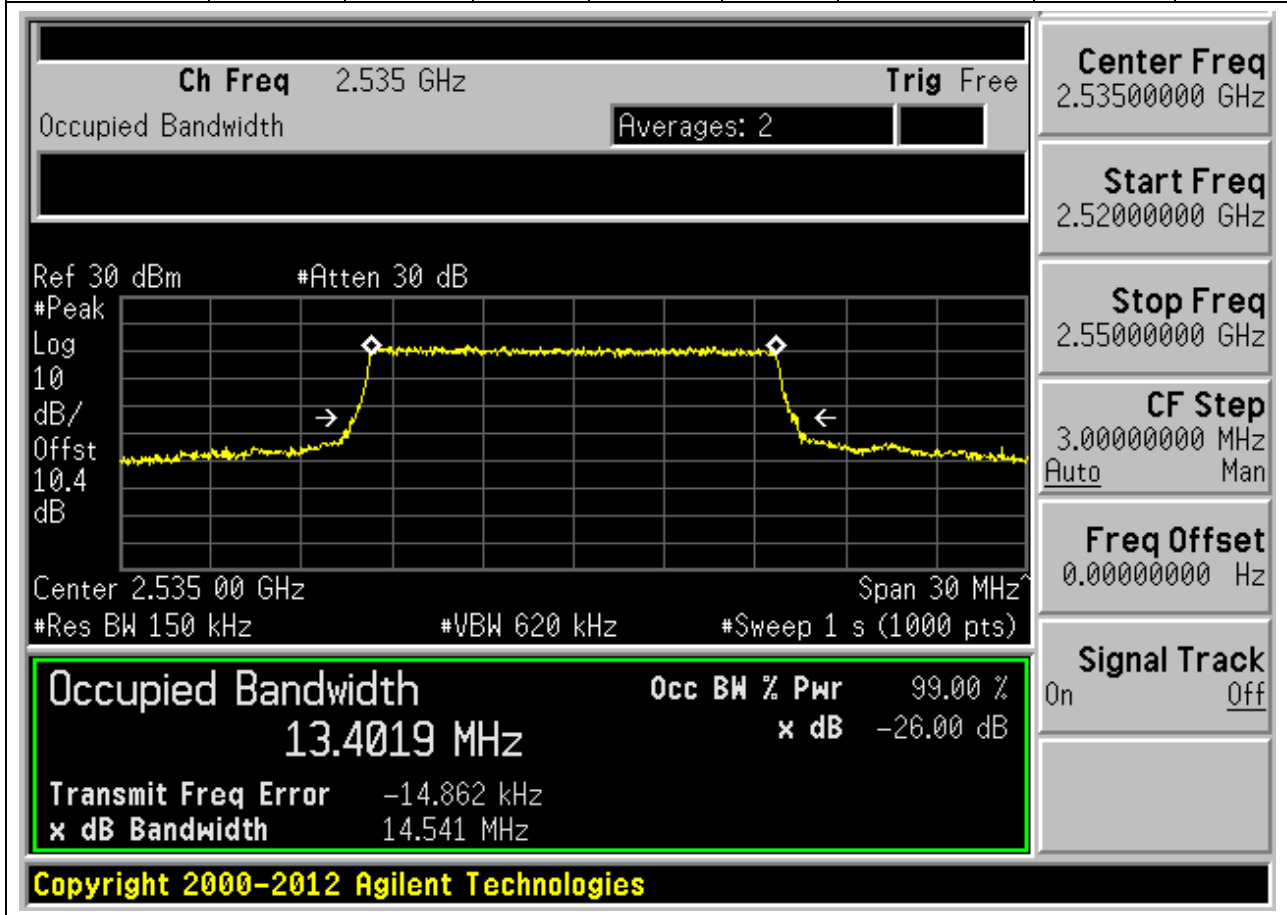 Ch Freq 2.535 GHz Trig Free
Occupied Bandwidth Averages: 2
Ref 30 dBm #Atten 30 dB
#Peak
Log
10
dB/
Offst
10.4
dB
Center 2.535 00 GHz Span 30 MHz^
#Res BW 150 kHz #VBW 620 kHz #Sweep 1 s (1000 pts)
Occupied Bandwidth Occ BW % Pwr 99.00 %
13.4019 MHz x dB -26.00 dB
Transmit Freq Error -14.862 kHz
x dB Bandwidth 14.541 MHz
Copyright 2000-2012 Agilent Technologies
Center Freq
2.53500000 GHz
Start Freq
2.52000000 GHz
Stop Freq
2.55000000 GHz
CF Step
3.00000000 MHz
Auto Man
Freq Offset
0.00000000 Hz
Signal Track
On Off